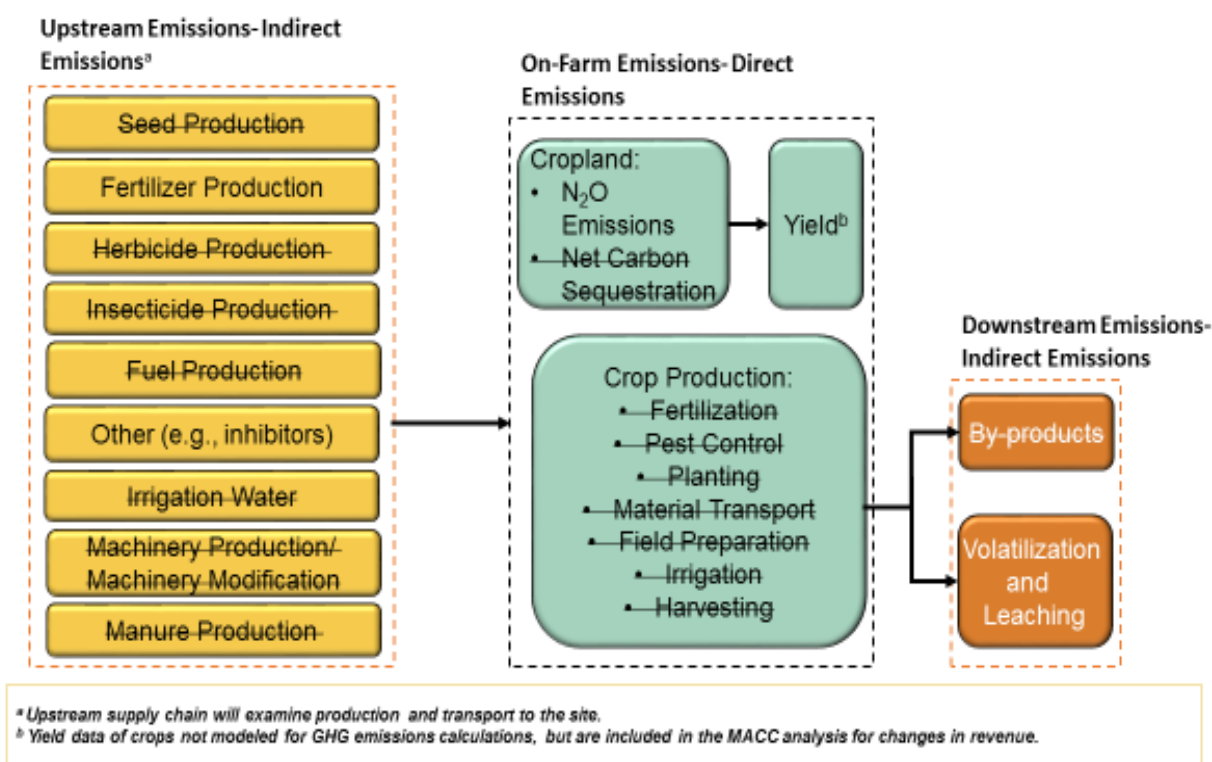 Upstream Emissions- Indirect
Emissionsᵃ
Seed Production
Fertilizer Production
Herbicide Production
Insecticide Production
Fuel Production
Other (e.g., inhibitors)
Irrigation Water
Machinery Production/
Machinery Modification
Manure Production
On-Farm Emissions- Direct
Emissions
Cropland:
• N₂O
Emissions
• Net Carbon
Sequestration
Yieldᵇ
Crop Production:
• Fertilization
• Pest Control
• Planting
• Material Transport
• Field Preparation
• Irrigation
• Harvesting
Downstream Emissions-
Indirect Emissions
By-products
Volatilization
and
Leaching
ᵃ Upstream supply chain will examine production and transport to the site.
ᵇ Yield data of crops not modeled for GHG emissions calculations, but are included in the MACC analysis for changes in revenue.